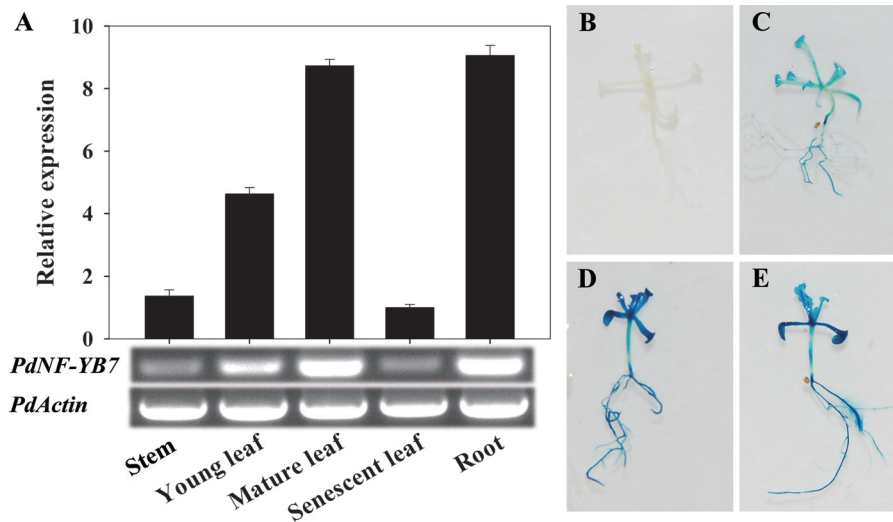 A
Relative expression
10
8
6
4
2
0
PdNF-YB7
PdActin
Stem
Young leaf
Mature leaf
Senescent leaf
Root
B
C
D
E